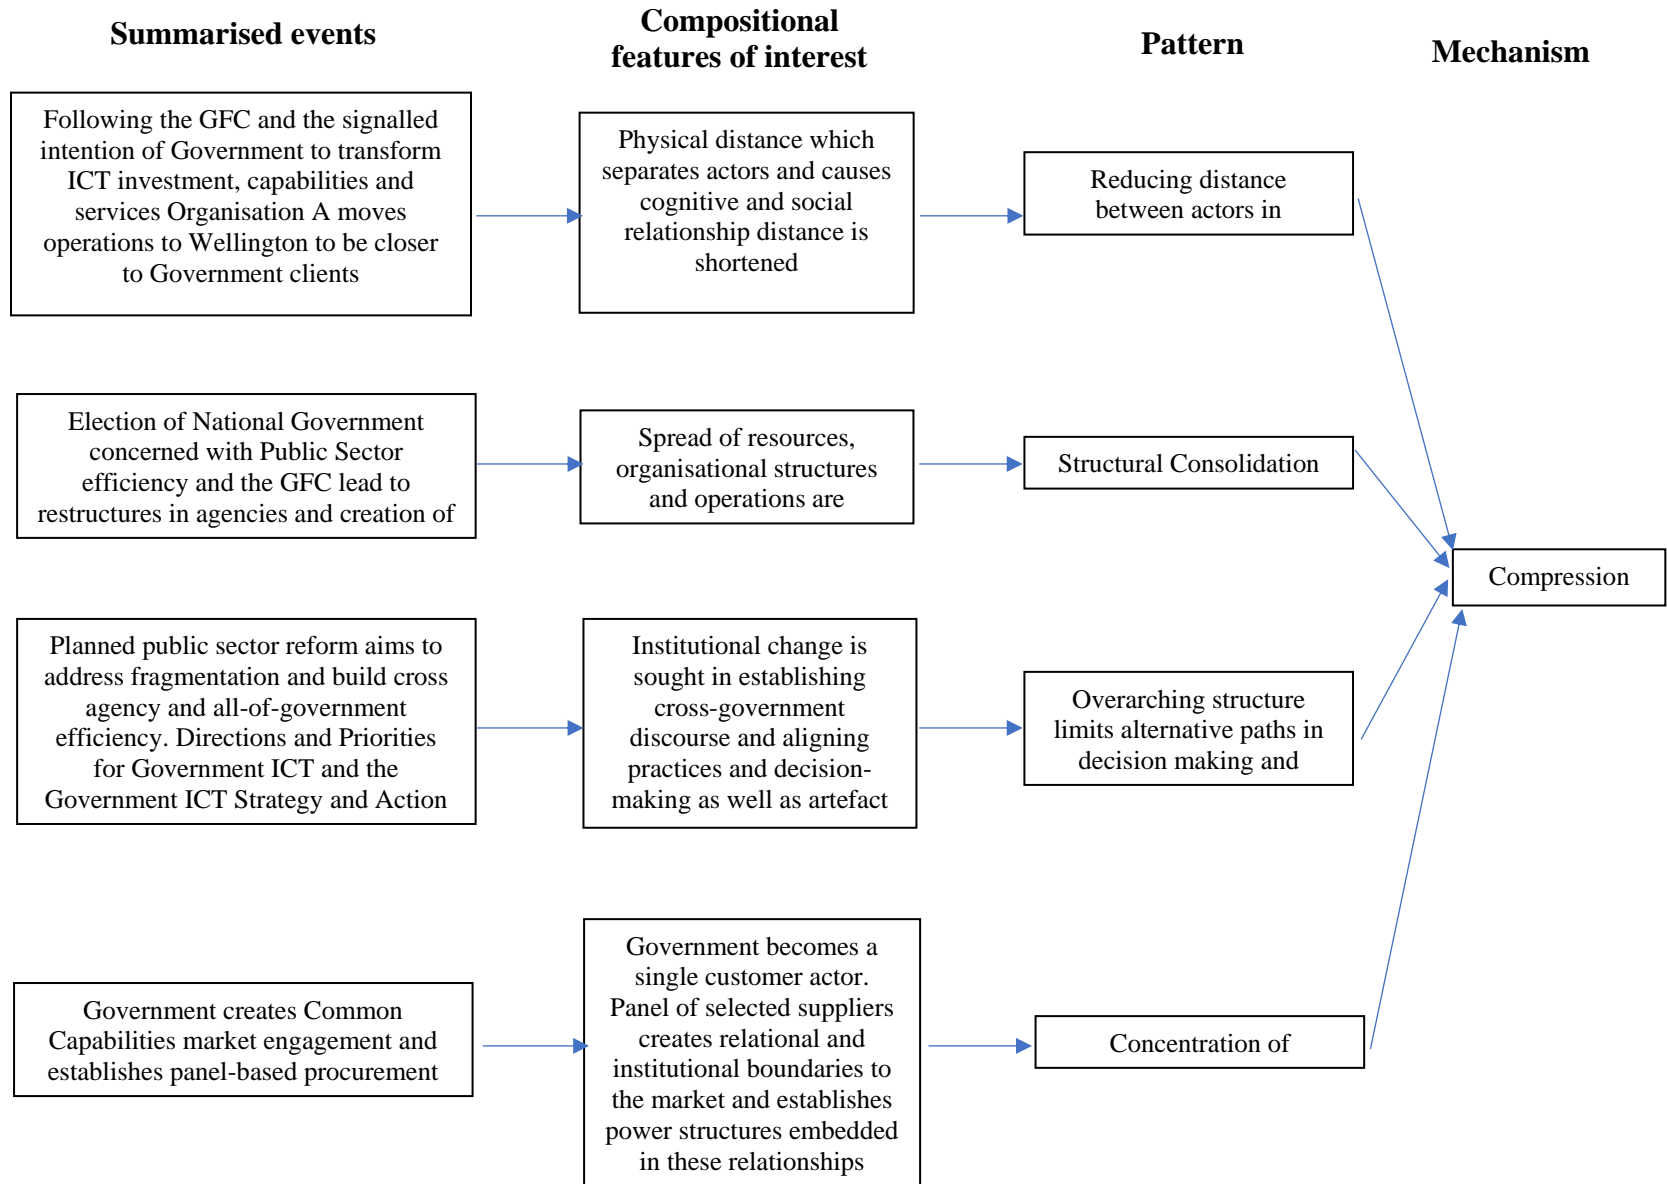 Summarised events
Compositional
features of interest
Pattern
Mechanism
Following the GFC and the signalled
intention of Government to transform
ICT investment, capabilities and
services Organisation A moves
operations to Wellington to be closer
to Government clients
Physical distance which
separates actors and causes
cognitive and social
relationship distance is
shortened
Reducing distance
between actors in
Election of National Government
concerned with Public Sector
efficiency and the GFC lead to
restructures in agencies and creation of
Spread of resources,
organisational structures
and operations are
Structural Consolidation
Compression
Planned public sector reform aims to
address fragmentation and build cross
agency and all-of-government
efficiency. Directions and Priorities
for Government ICT and the
Government ICT Strategy and Action
Institutional change is
sought in establishing
cross-government
discourse and aligning
practices and decision-
making as well as artefact
Overarching structure
limits alternative paths in
decision making and
Government creates Common
Capabilities market engagement and
establishes panel-based procurement
Government becomes a
single customer actor.
Panel of selected suppliers
creates relational and
institutional boundaries to
the market and establishes
power structures embedded
in these relationships
Concentration of